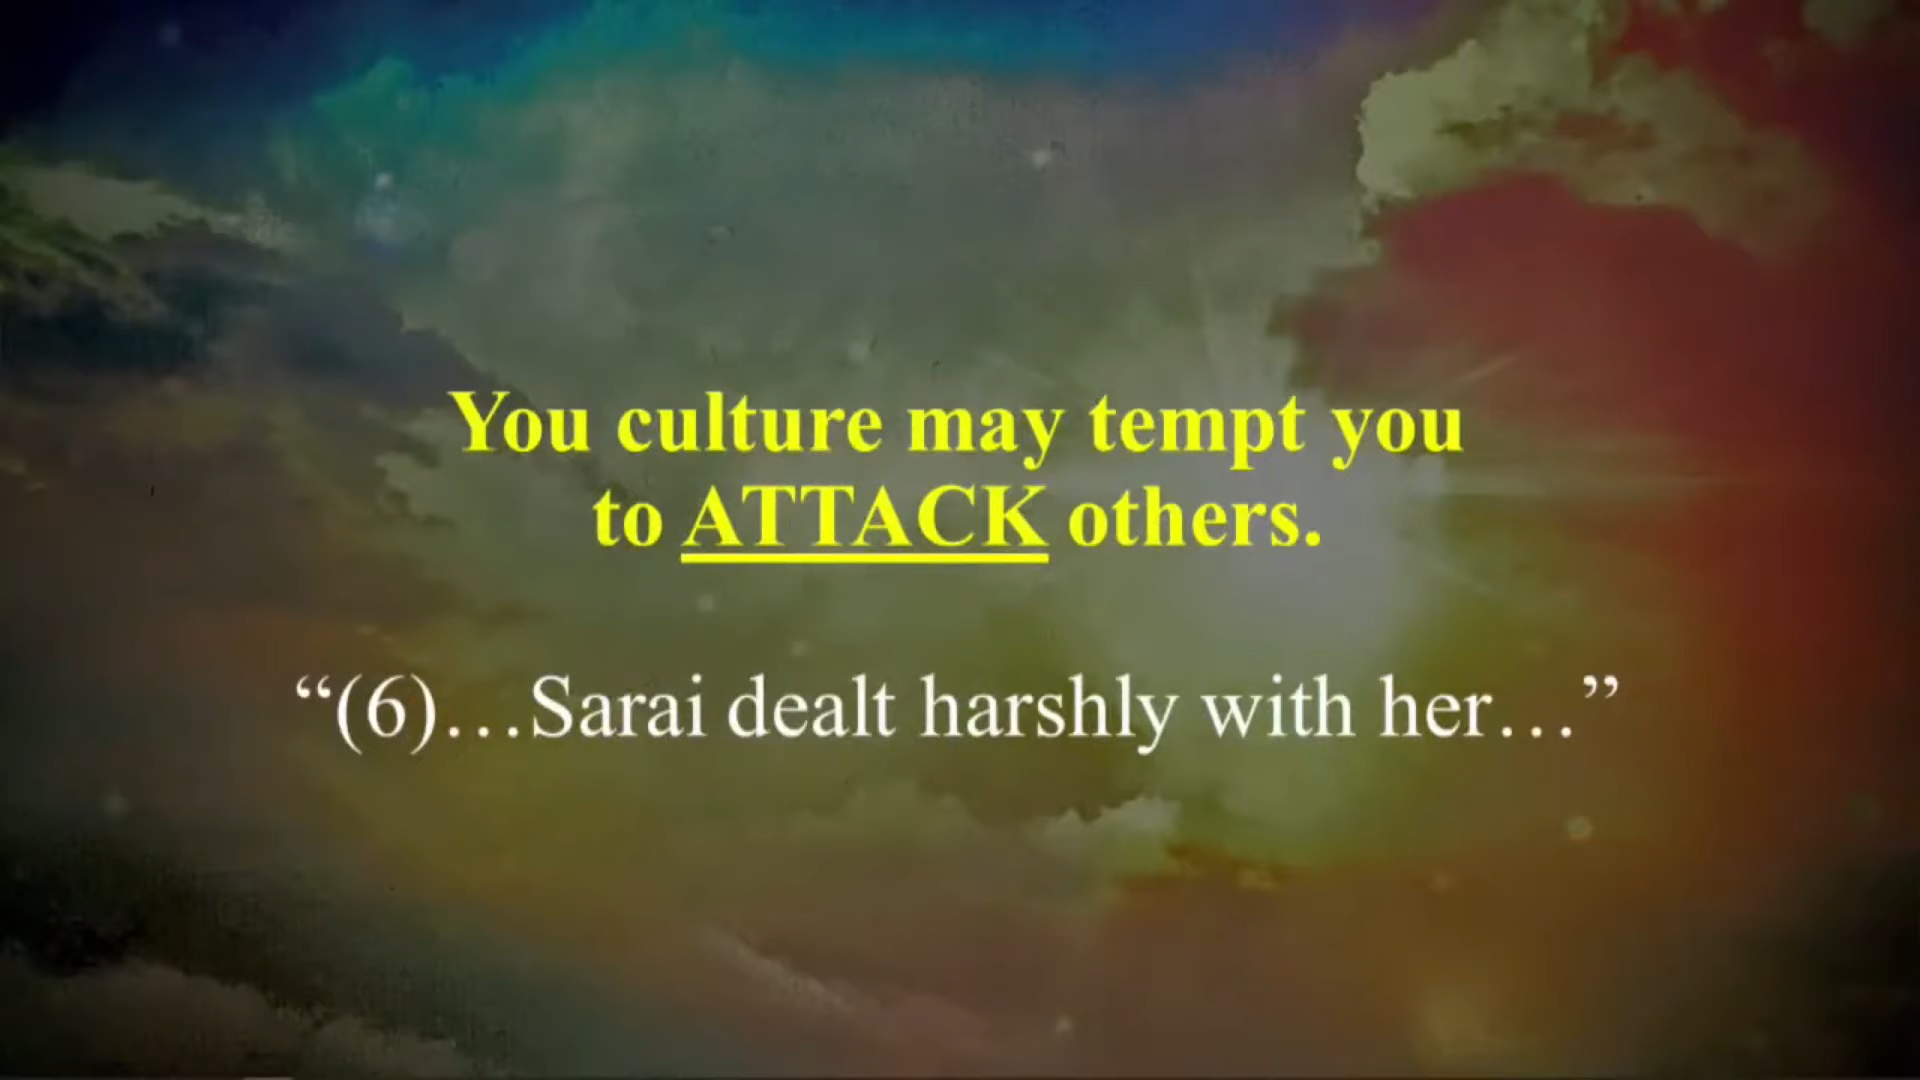 You culture may tempt you
to ATTACK others.
“(6)…Sarai dealt harshly with her…”